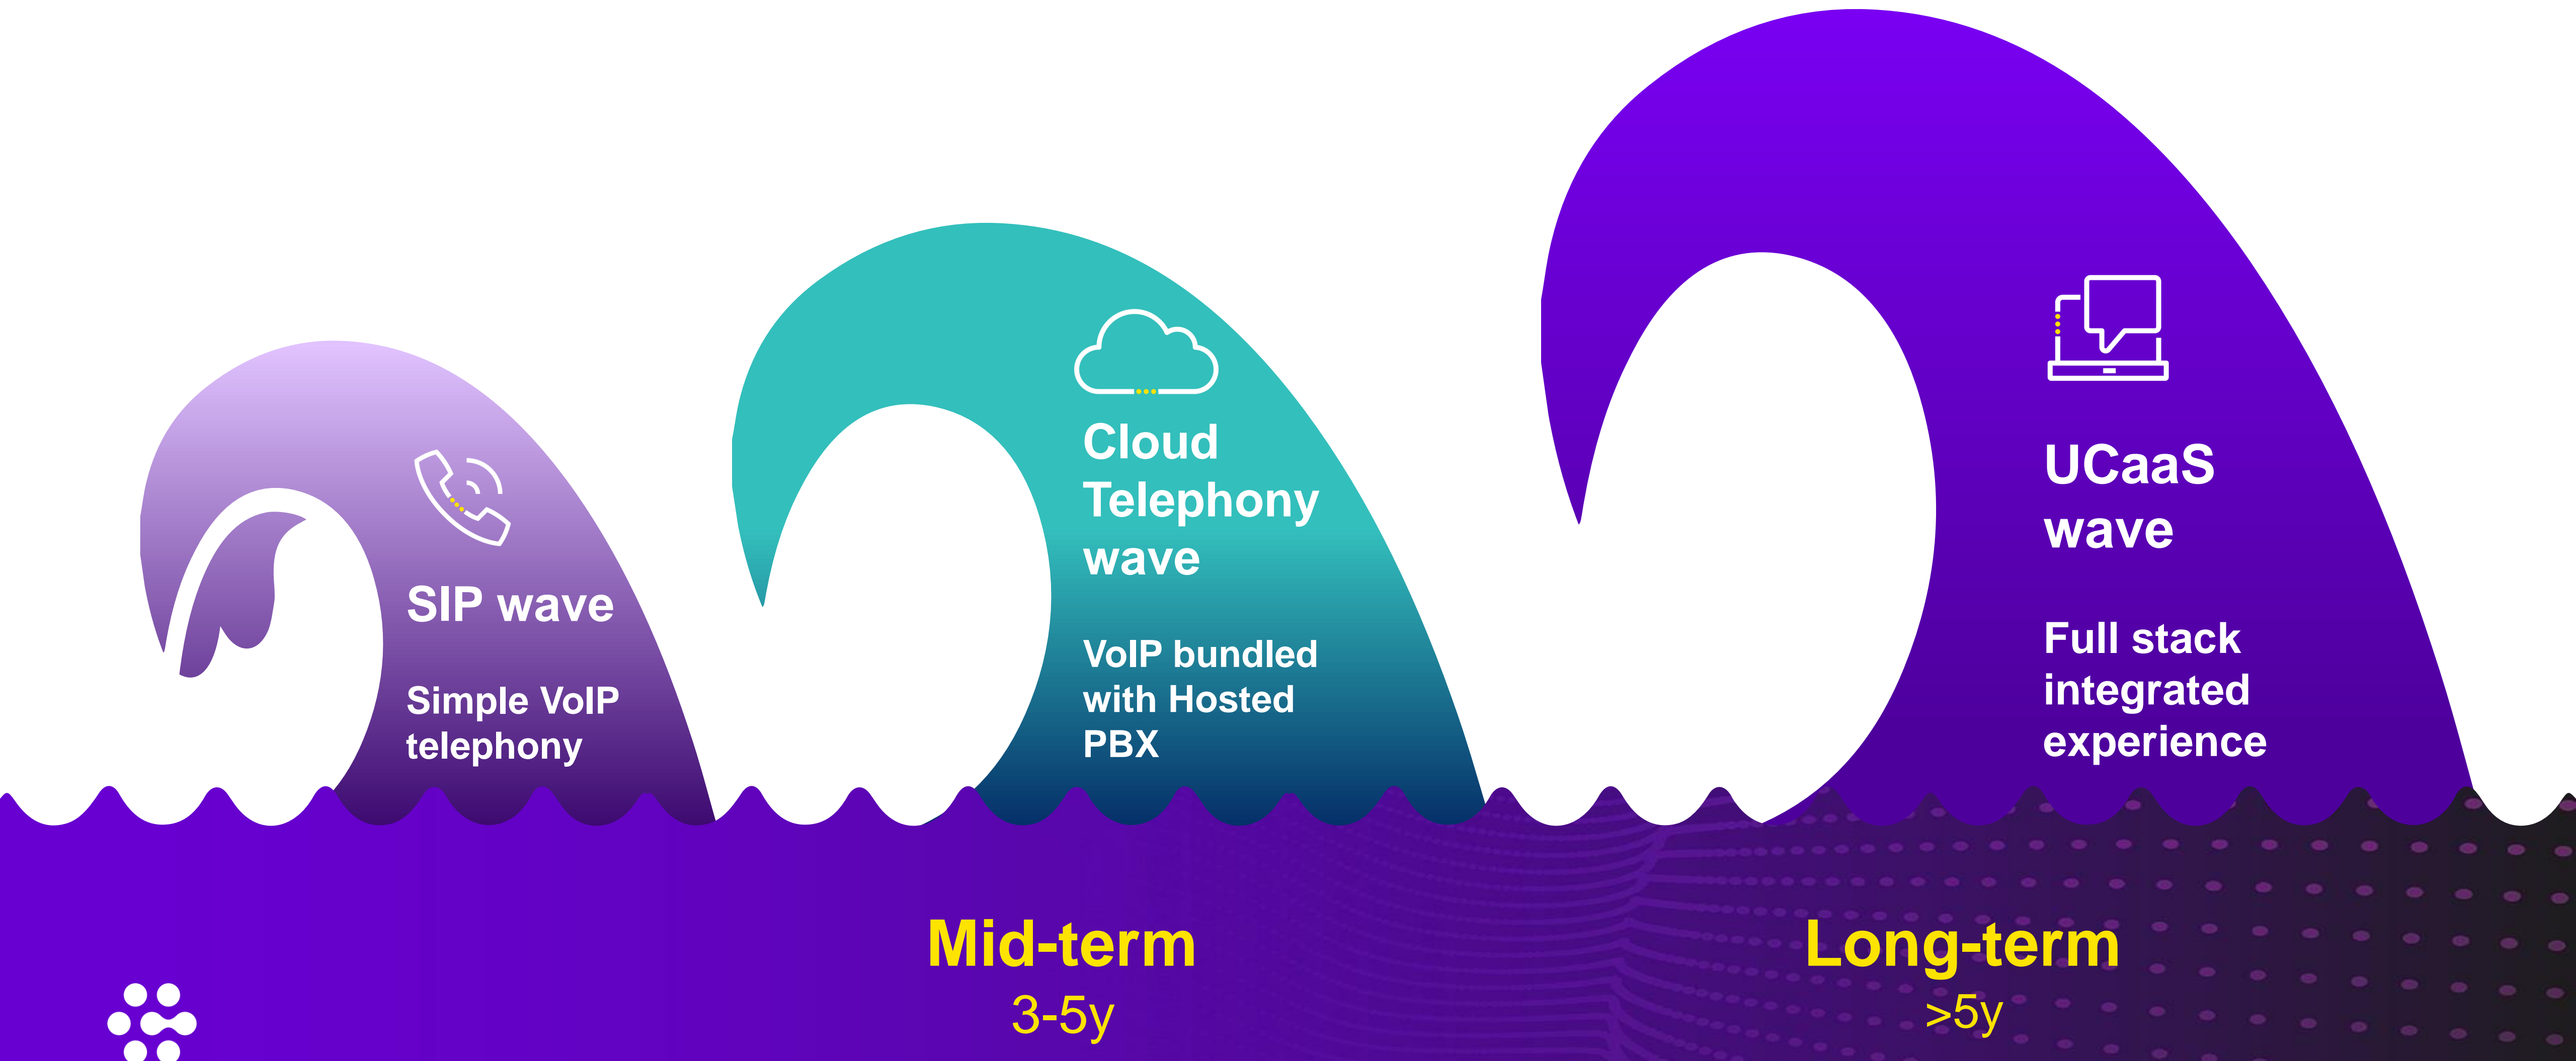 SIP wave
Simple VoIP
telephony
Cloud
Telephony
wave
VoIP bundled
with Hosted
PBX
UCaaS
wave
Full stack
integrated
experience
Mid-term
3-5y
Long-term
>5y